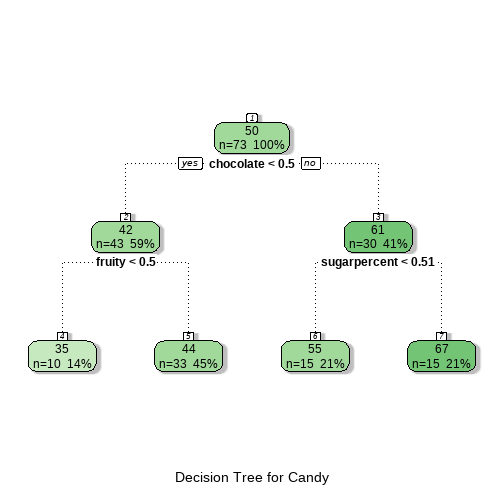 1
50
n=73 100%
yes chocolate < 0.5 no
2
42
n=43 59%
3
61
n=30 41%
fruity < 0.5
sugarpercent < 0.51
4
35
n=10 14%
5
44
n=33 45%
6
55
n=15 21%
7
67
n=15 21%
Decision Tree for Candy